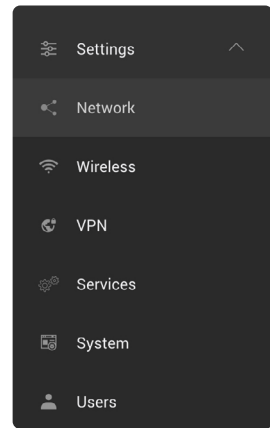 Settings
Network
Wireless
VPN
Services
System
Users